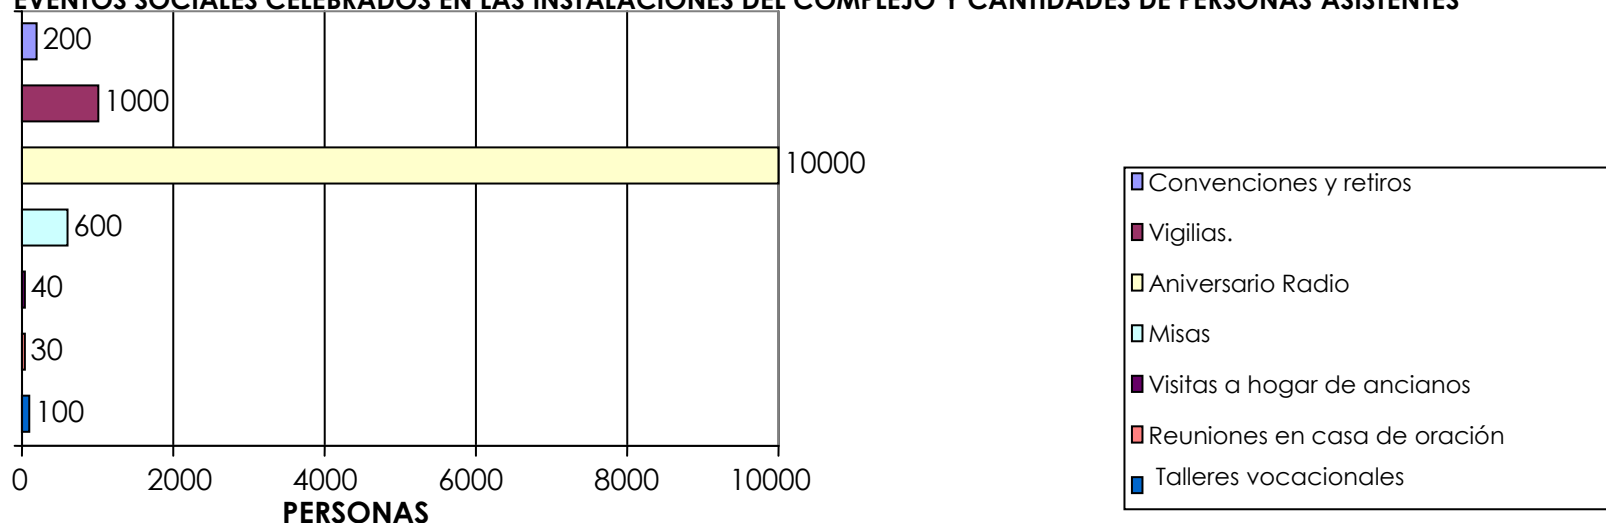 EVENTOS SOCIALES CELEBRADOS EN LAS INSTALACIONES DEL COMPLEJO Y CANTIDADES DE PERSONAS ASISTENTES
200
1000
10000
600
40
30
100
0 2000 4000 6000 8000 10000
PERSONAS
Convenciones y retiros
Vigilias.
Aniversario Radio
Misas
Visitas a hogar de ancianos
Reuniones en casa de oración
Talleres vocacionales